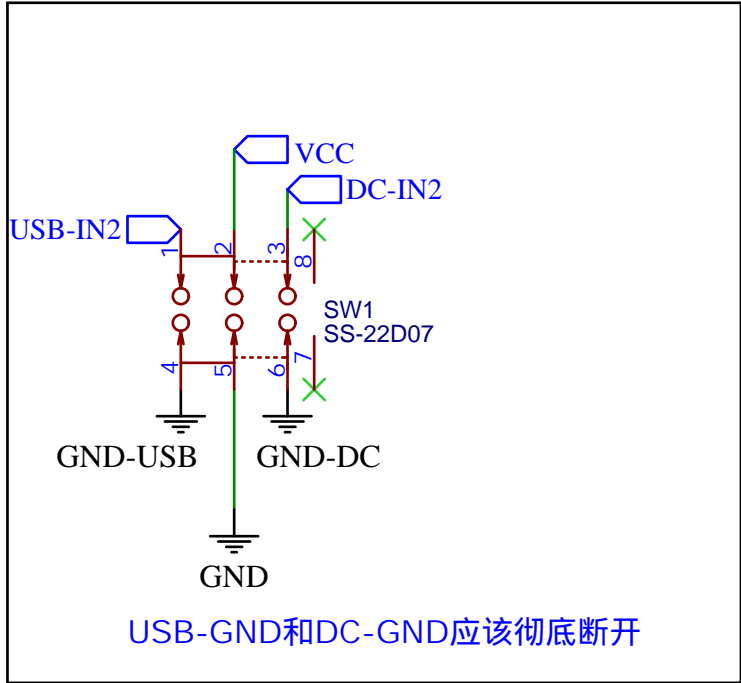 VCC
DC-IN2
USB-IN2
1
2
3
8
SW1
SS-22D07
4
5
6
7
GND-USB
GND-DC
GND
USB-GND和DC-GND应该彻底断开